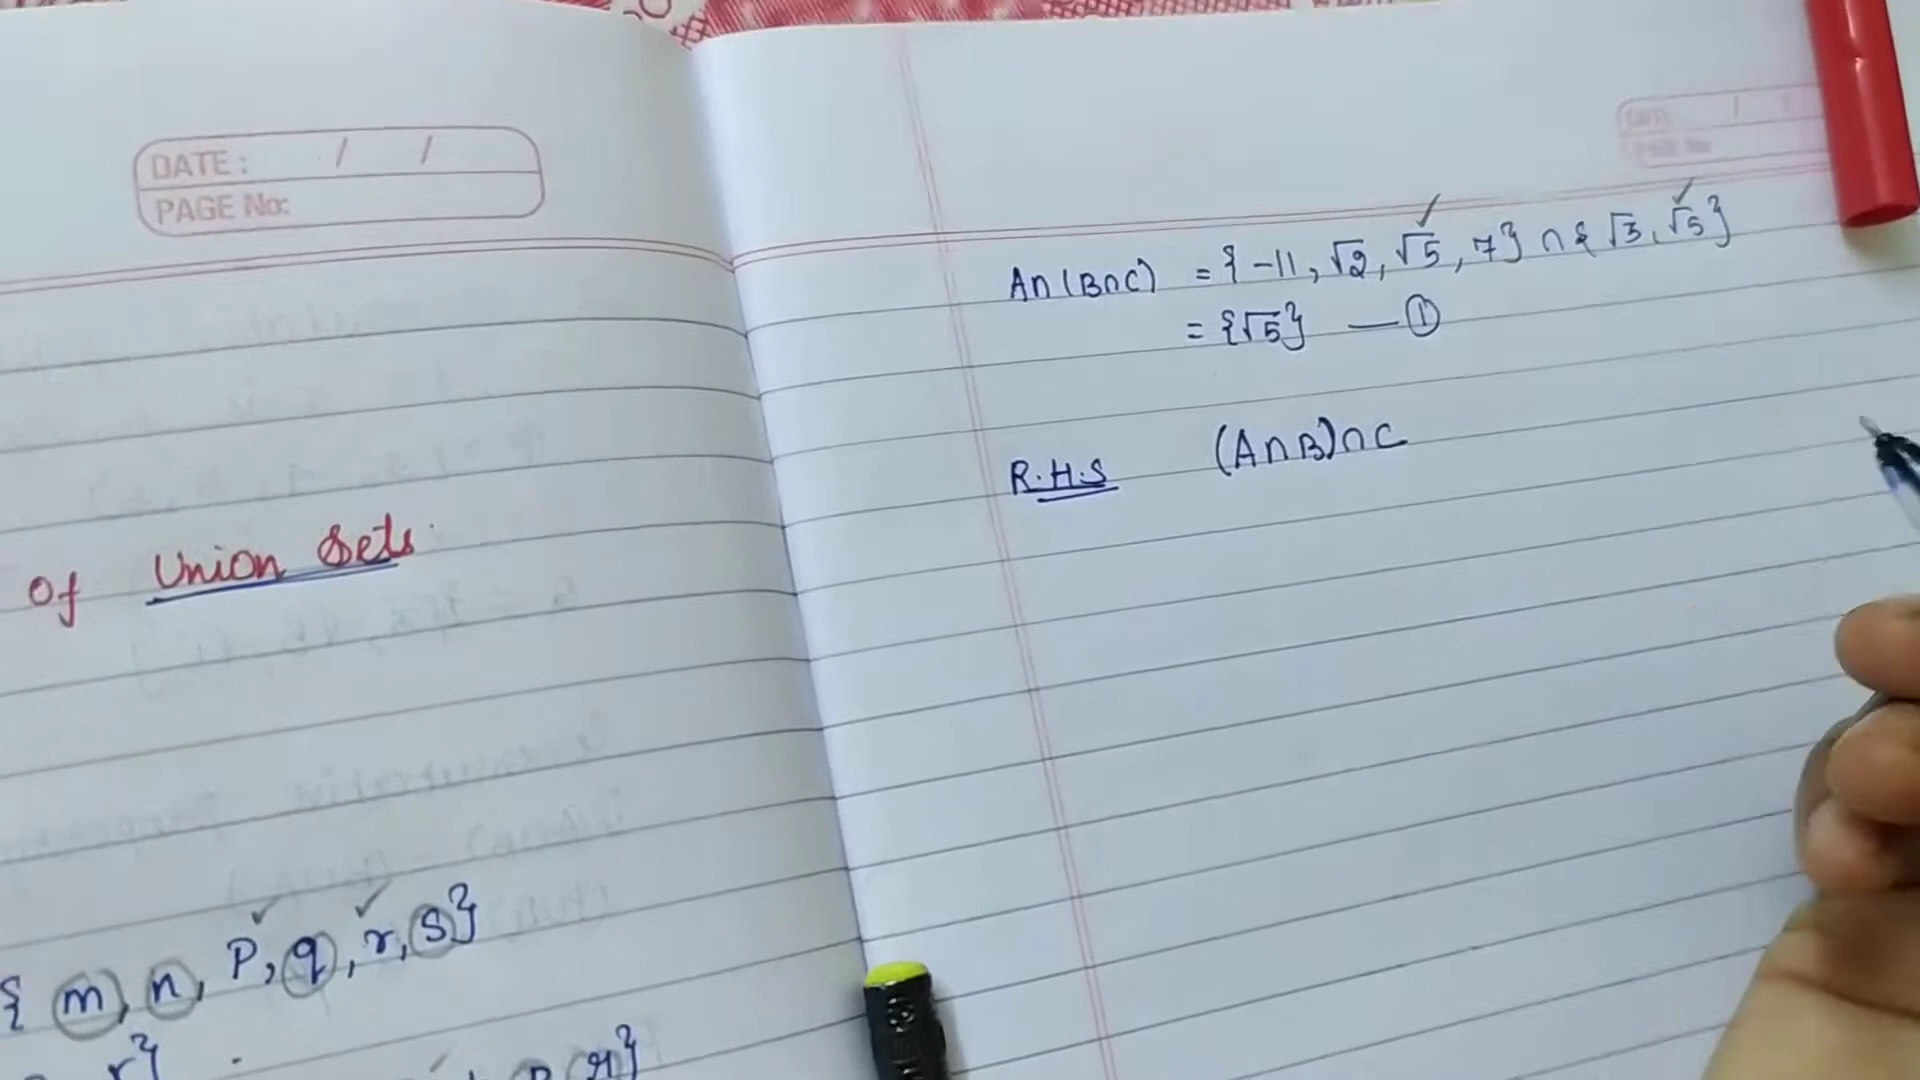 DATE: / /
PAGE No:
Of Union Sets.
{ m, n, P, q, r, s}
r}
A∩(B∩C) = { -11, √2, √5, 7} ∩ { √3, √5}
= {√5} — ①
R.H.S (A∩B)∩C